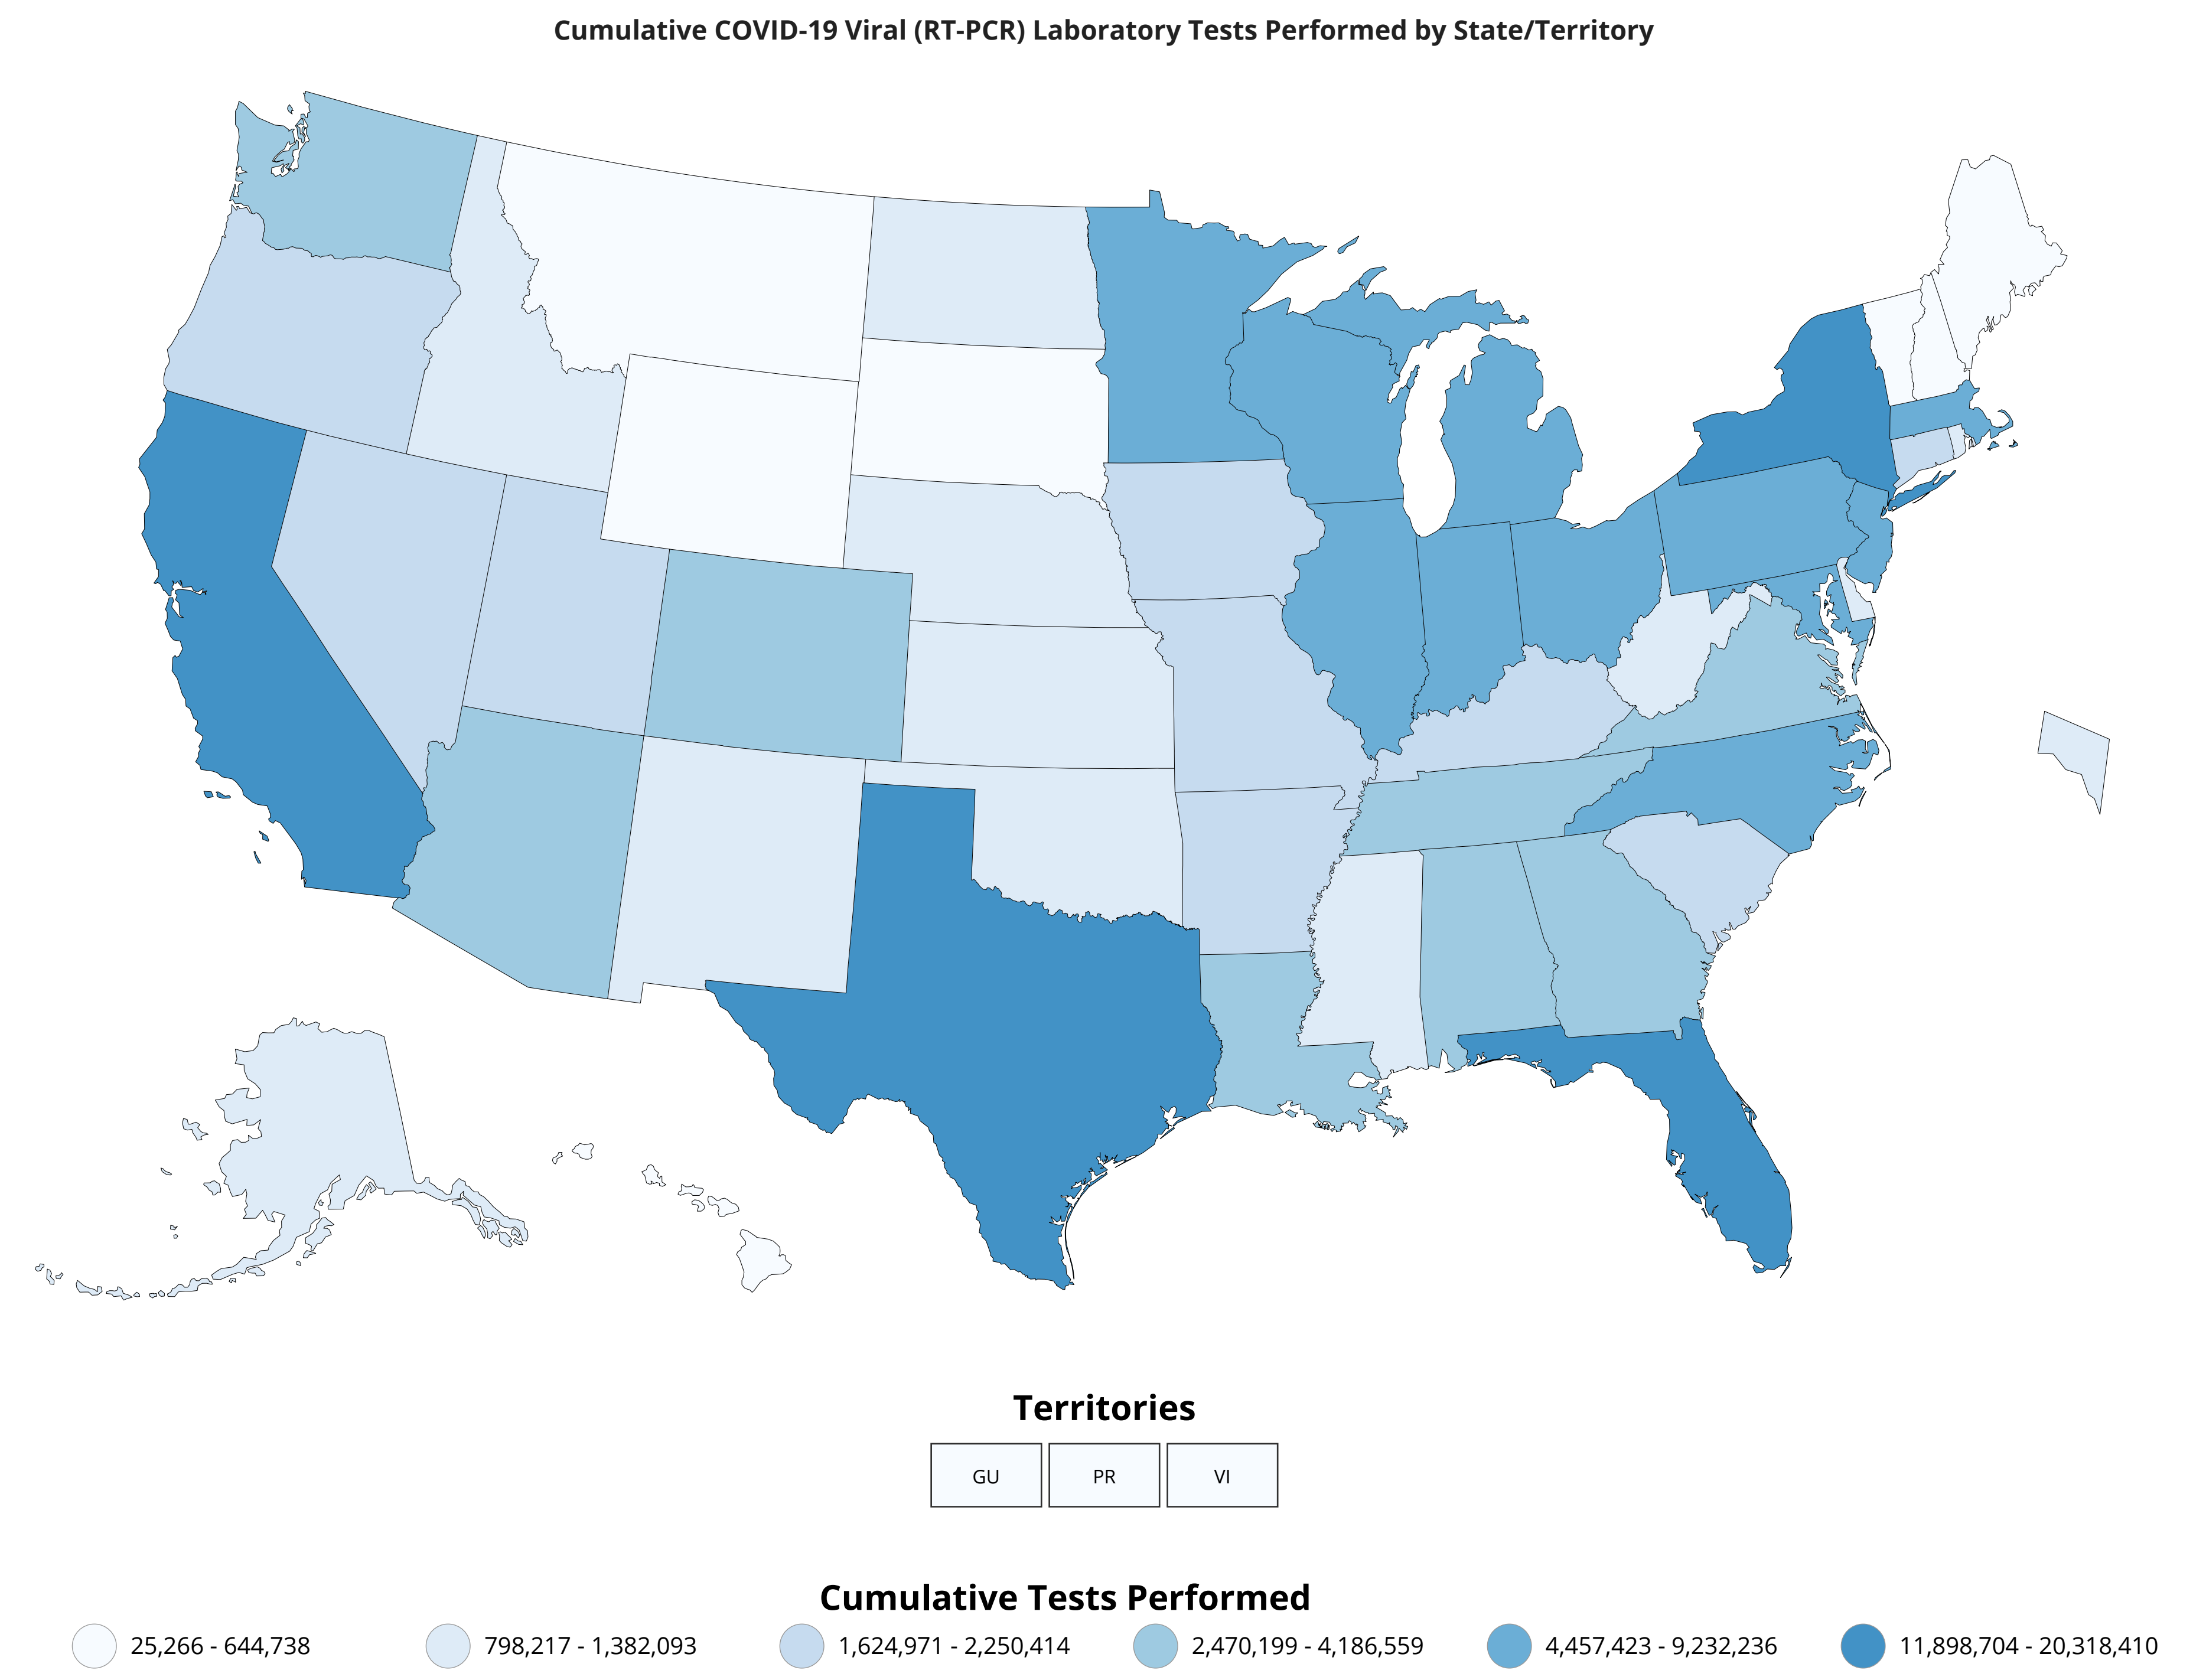 Cumulative COVID-19 Viral (RT-PCR) Laboratory Tests Performed by State/Territory
Territories
GU PR VI
Cumulative Tests Performed
25,266 - 644,738 798,217 - 1,382,093 1,624,971 - 2,250,414 2,470,199 - 4,186,559 4,457,423 - 9,232,236 11,898,704 - 20,318,410